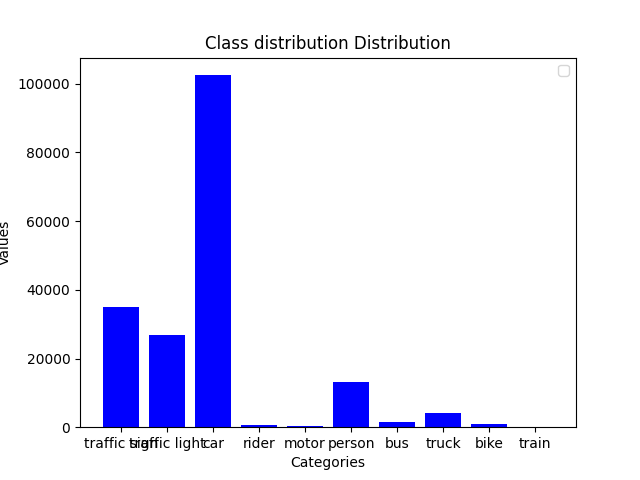 Class distribution Distribution
100000
80000
60000
40000
20000
0
Values
traffic sign traffic light car rider motor person bus truck bike train
Categories